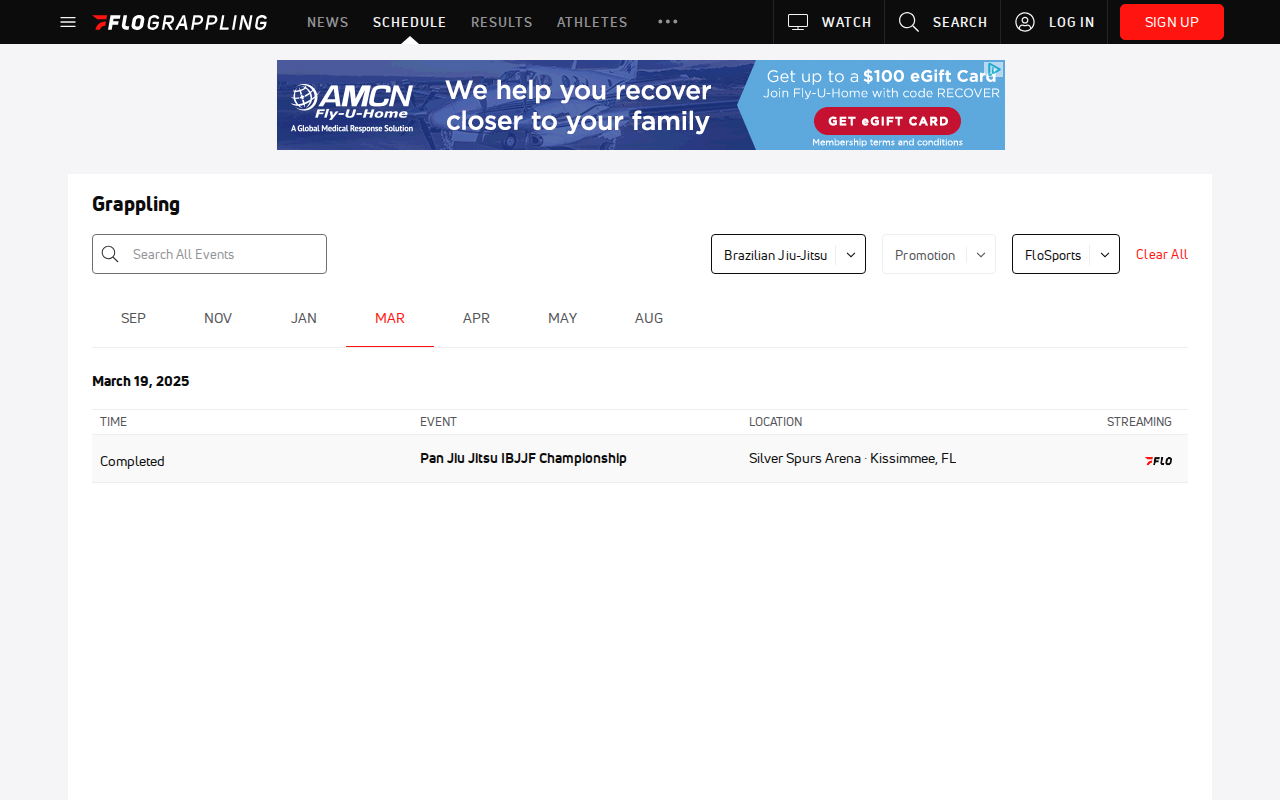 FLOGRAPPLING NEWS SCHEDULE RESULTS ATHLETES WATCH SEARCH LOG IN SIGN UP
AMCN
Fly-U-Home
A Global Medical Response Solution
We help you recover
closer to your family
Get up to a $100 eGift Card
Join Fly-U-Home with code RECOVER
GET eGIFT CARD
Membership terms and conditions
Grappling
Search All Events Brazilian Jiu-Jitsu Promotion FloSports Clear All
SEP NOV JAN MAR APR MAY AUG
March 19, 2025
TIME EVENT LOCATION STREAMING
Completed Pan Jiu Jitsu IBJJF Championship Silver Spurs Arena · Kissimmee, FL FLO